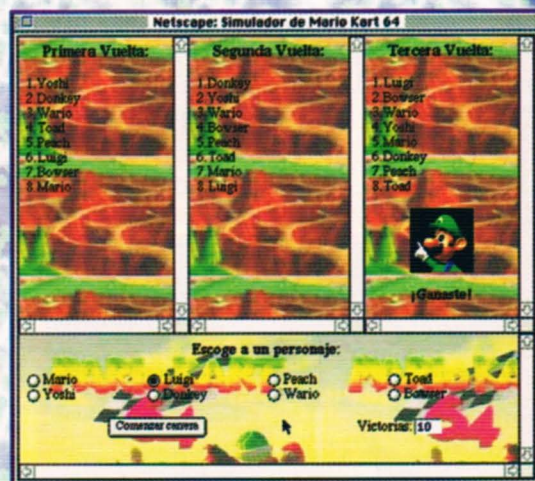 Netscape: Simulador de Mario Kart 64
Primera Vuelta:
1.Yoshi
2.Donkey
3.Wario
4.Toad
5.Peach
6.Luigi
7.Bowser
8.Mario
Segunda Vuelta:
1.Donkey
2.Yoshi
3.Wario
4.Bowser
5.Peach
6.Toad
7.Mario
8.Luigi
Tercera Vuelta:
1.Luigi
2.Bowser
3.Wario
4.Yoshi
5.Mario
6.Donkey
7.Peach
8.Toad
¡Ganaste!
Escoge a un personaje:
Mario Luigi Peach Toad
Yoshi Donkey Wario Bowser
Comenzar carrera Victorias: 10
64